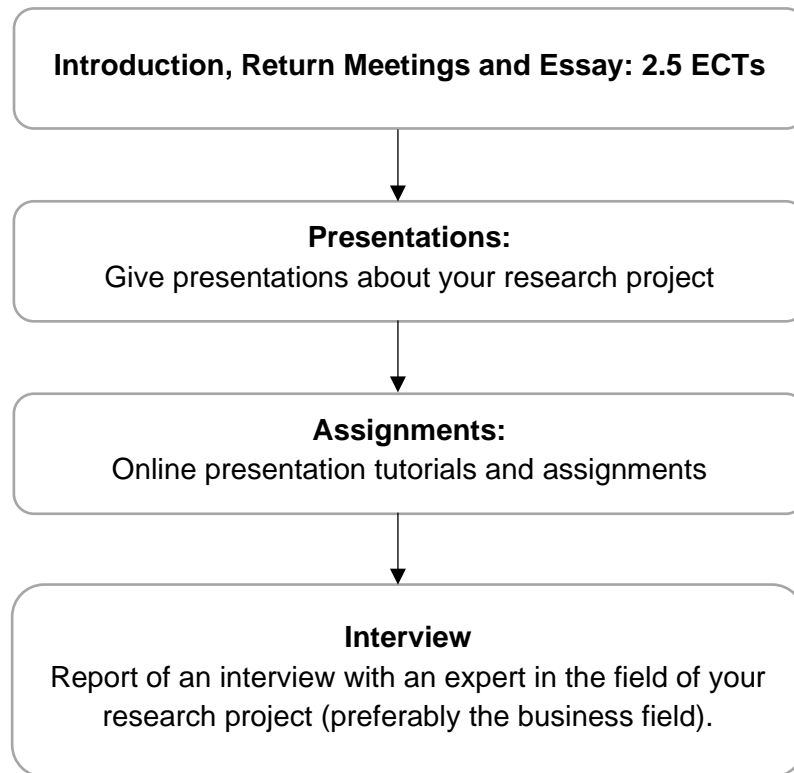 Introduction, Return Meetings and Essay: 2.5 ECTs
Presentations:
Give presentations about your research project
Assignments:
Online presentation tutorials and assignments
Interview
Report of an interview with an expert in the field of your
research project (preferably the business field).